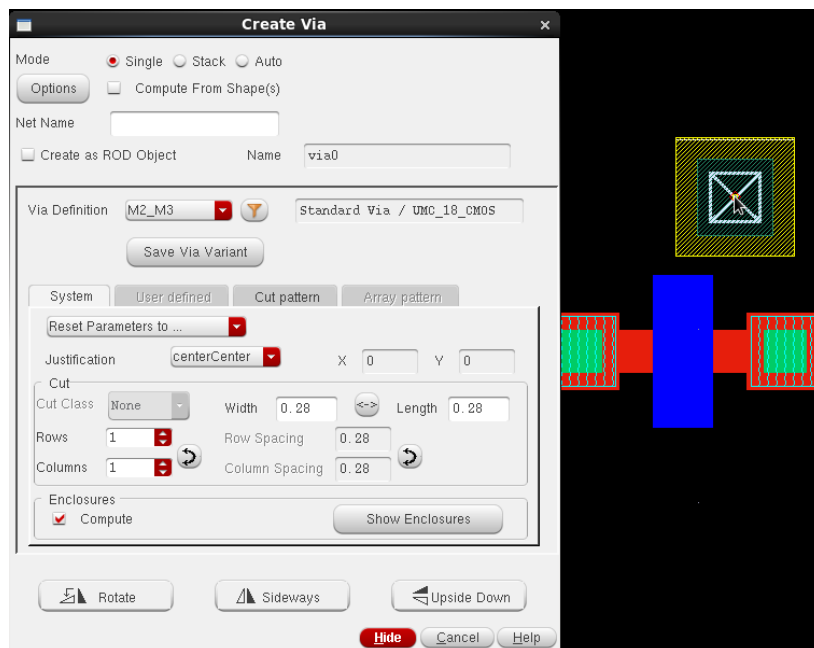 Create Via ×
Mode Single Stack Auto
Options Compute From Shape(s)
Net Name
Create as ROD Object Name via0
Via Definition M2_M3 Standard Via / UMC_18_CMOS
Save Via Variant
System User defined Cut pattern Array pattern
Reset Parameters to ...
Justification centerCenter X 0 Y 0
Cut
Cut Class None Width 0.28 <-> Length 0.28
Rows 1 Row Spacing 0.28
Columns 1 Column Spacing 0.28
Enclosures
Compute Show Enclosures
Rotate Sideways Upside Down
Hide Cancel Help